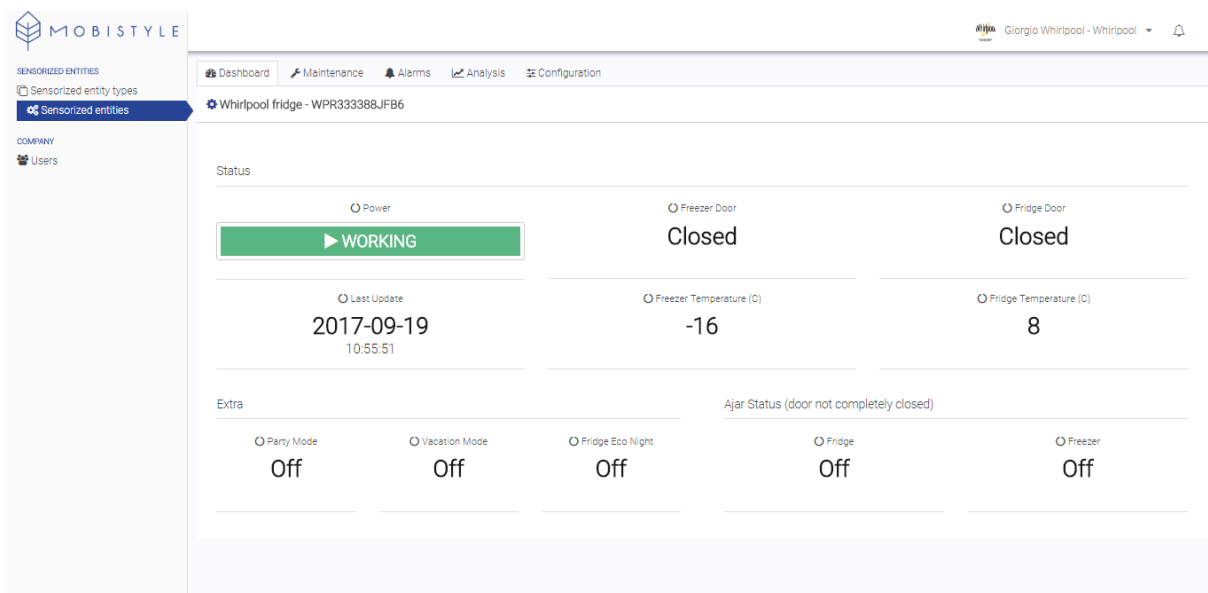 MOBISTYLE
Giorgio Whirlpool - Whirlpool
SENSORIZED ENTITIES
Sensorized entity types
Sensorized entities
COMPANY
Users
Dashboard Maintenance Alarms Analysis Configuration
Whirlpool fridge - WPR333388JFB6
Status
Power Freezer Door Fridge Door
WORKING Closed Closed
Last Update Freezer Temperature (C) Fridge Temperature (C)
2017-09-19 -16 8
10:55:51
Extra Ajar Status (door not completely closed)
Party Mode Vacation Mode Fridge Eco Night Fridge Freezer
Off Off Off Off Off